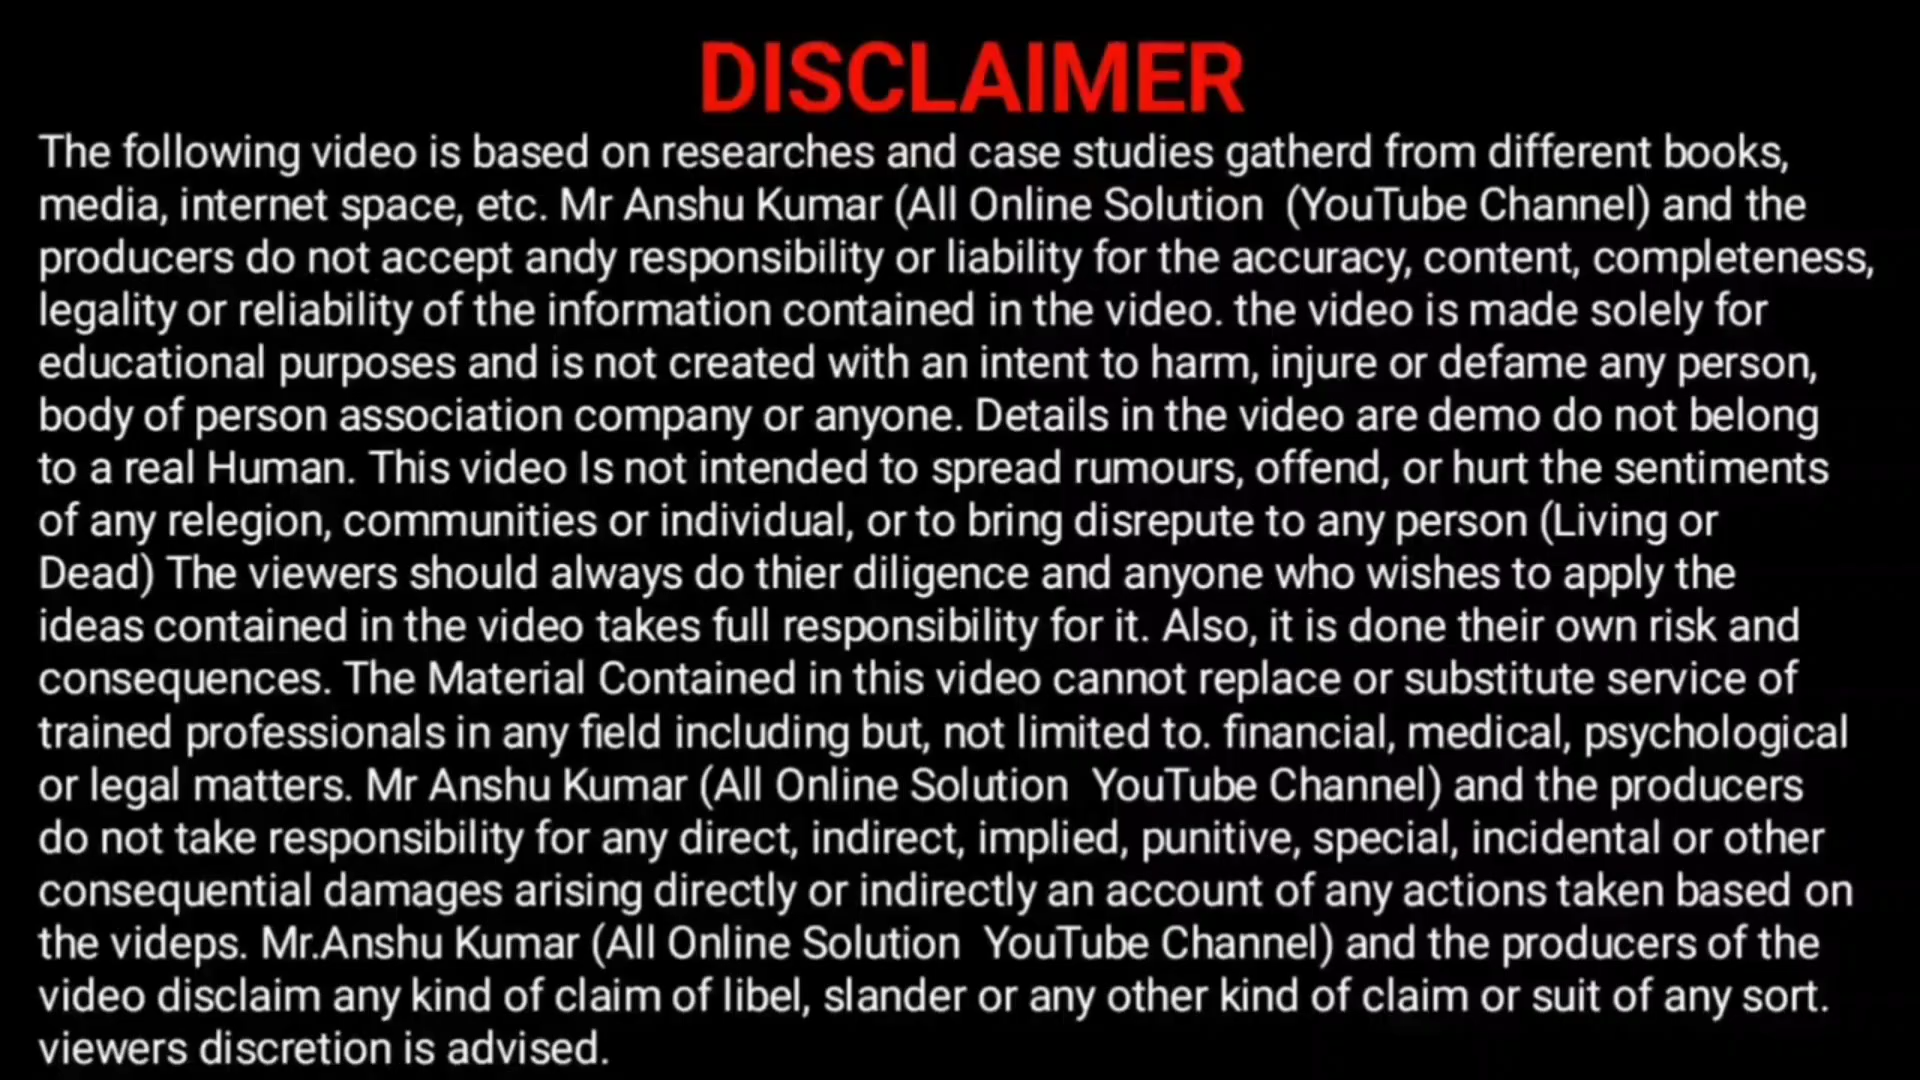 DISCLAIMER
The following video is based on researches and case studies gatherd from different books,
media, internet space, etc. Mr Anshu Kumar (All Online Solution (YouTube Channel) and the
producers do not accept andy responsibility or liability for the accuracy, content, completeness,
legality or reliability of the information contained in the video. the video is made solely for
educational purposes and is not created with an intent to harm, injure or defame any person,
body of person association company or anyone. Details in the video are demo do not belong
to a real Human. This video Is not intended to spread rumours, offend, or hurt the sentiments
of any relegion, communities or individual, or to bring disrepute to any person (Living or
Dead) The viewers should always do thier diligence and anyone who wishes to apply the
ideas contained in the video takes full responsibility for it. Also, it is done their own risk and
consequences. The Material Contained in this video cannot replace or substitute service of
trained professionals in any field including but, not limited to. financial, medical, psychological
or legal matters. Mr Anshu Kumar (All Online Solution YouTube Channel) and the producers
do not take responsibility for any direct, indirect, implied, punitive, special, incidental or other
consequential damages arising directly or indirectly an account of any actions taken based on
the videps. Mr.Anshu Kumar (All Online Solution YouTube Channel) and the producers of the
video disclaim any kind of claim of libel, slander or any other kind of claim or suit of any sort.
viewers discretion is advised.